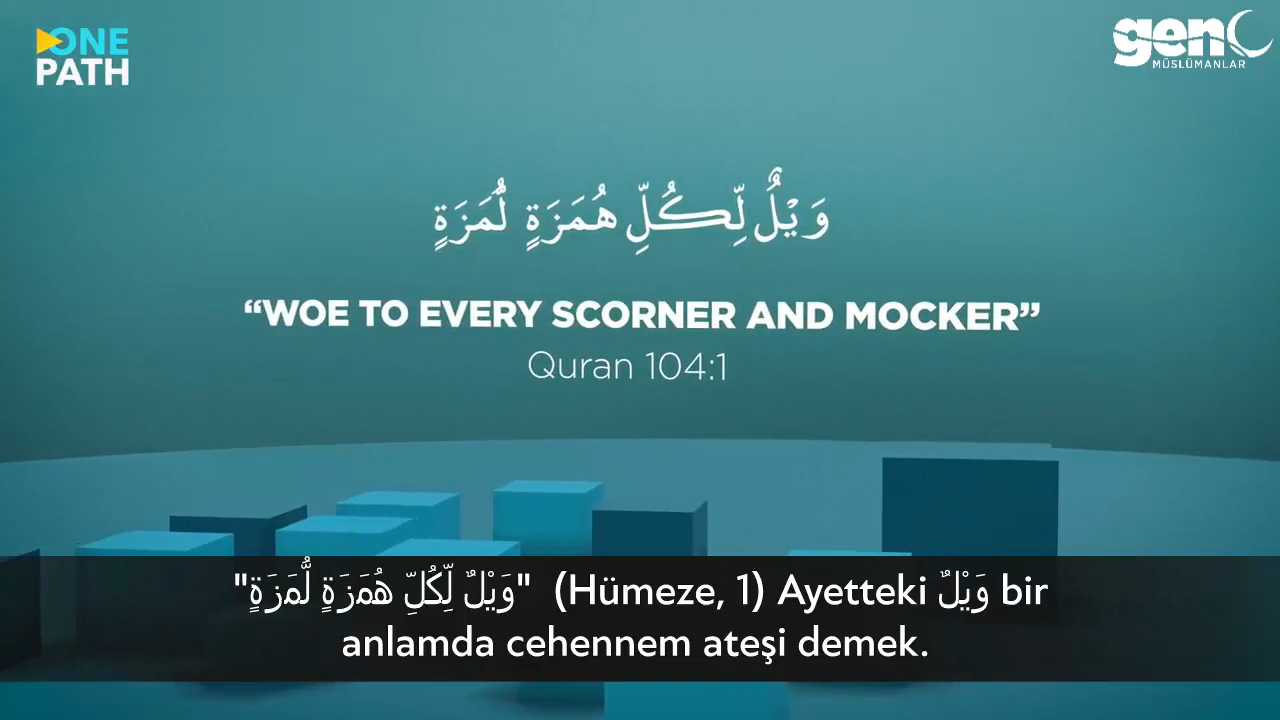 ONE
PATH
genç
MÜSLÜMANLAR
وَيْلٌ لِّكُلِّ هُمَزَةٍ لُّمَزَةٍ
“WOE TO EVERY SCORNER AND MOCKER”
Quran 104:1
"وَيْلٌ لِّكُلِّ هُمَزَةٍ لُّمَزَةٍ" (Hümeze, 1) Ayetteki وَيْلٌ bir
anlamda cehennem ateşi demek.